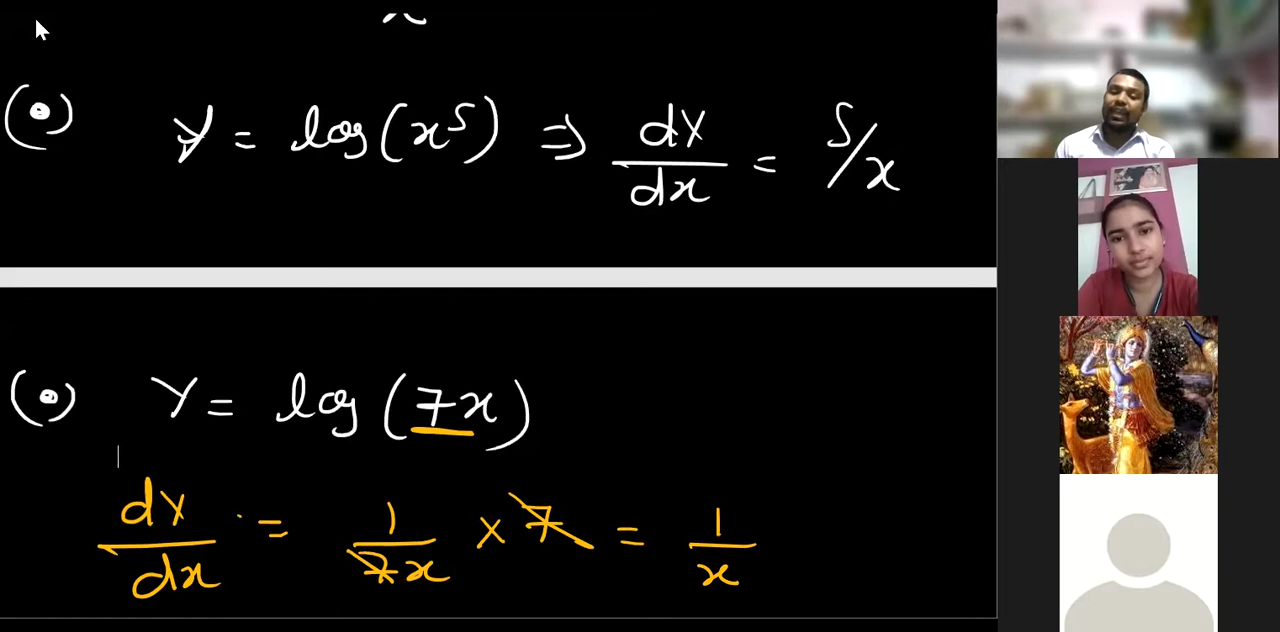 (•) Y = log(x⁵) ⇒ dY/dx = 5/x
(•) Y = log(7x)
dY/dx = 1/7x × 7 = 1/x